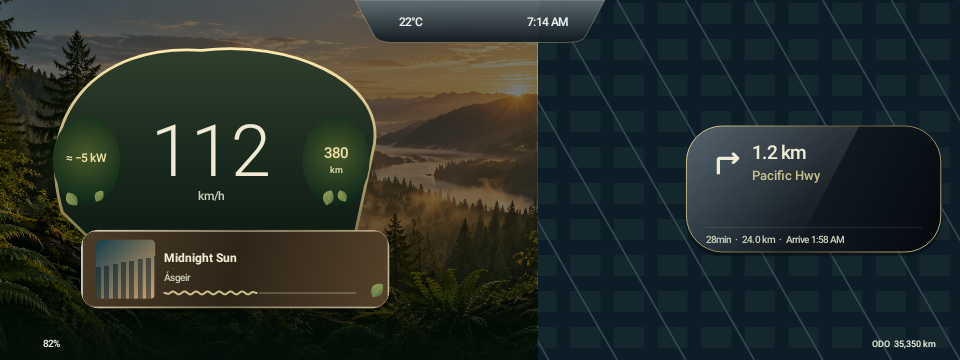 22°C
7:14 AM
≈ −5 kW
112
km/h
380
km
1.2 km
Pacific Hwy
28min · 24.0 km · Arrive 1:58 AM
Midnight Sun
Ásgeir
82%
ODO 35,350 km